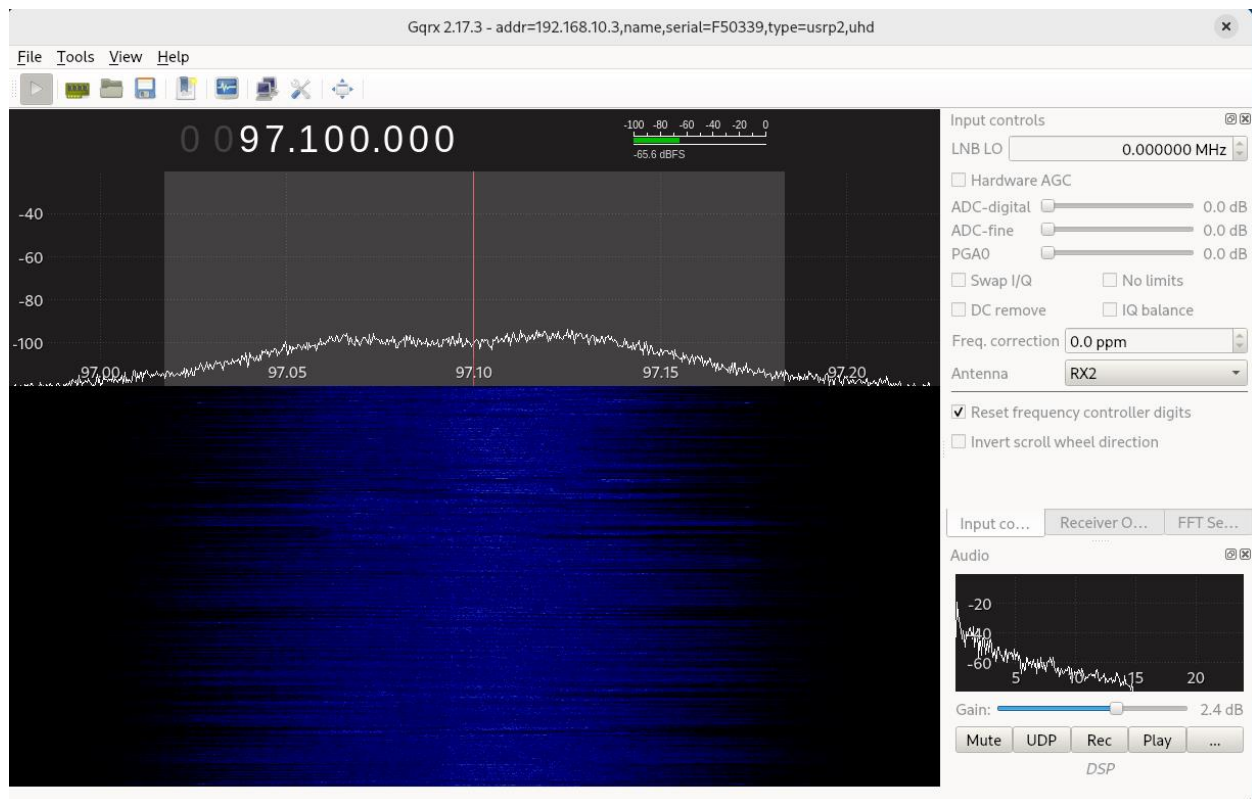 Gqrx 2.17.3 - addr=192.168.10.3,name,serial=F50339,type=usrp2,uhd
File Tools View Help
0 097.100.000
-100 -80 -60 -40 -20 0
-65.6 dBFS
-40
-60
-80
-100
97.00 97.05 97.10 97.15 97.20
Input controls
LNB LO 0.000000 MHz
Hardware AGC
ADC-digital 0.0 dB
ADC-fine 0.0 dB
PGA0 0.0 dB
Swap I/Q No limits
DC remove IQ balance
Freq. correction 0.0 ppm
Antenna RX2
Reset frequency controller digits
Invert scroll wheel direction
Input co... Receiver O... FFT Se...
Audio
-20
-40
-60
5 10 15 20
Gain: 2.4 dB
Mute UDP Rec Play ...
DSP